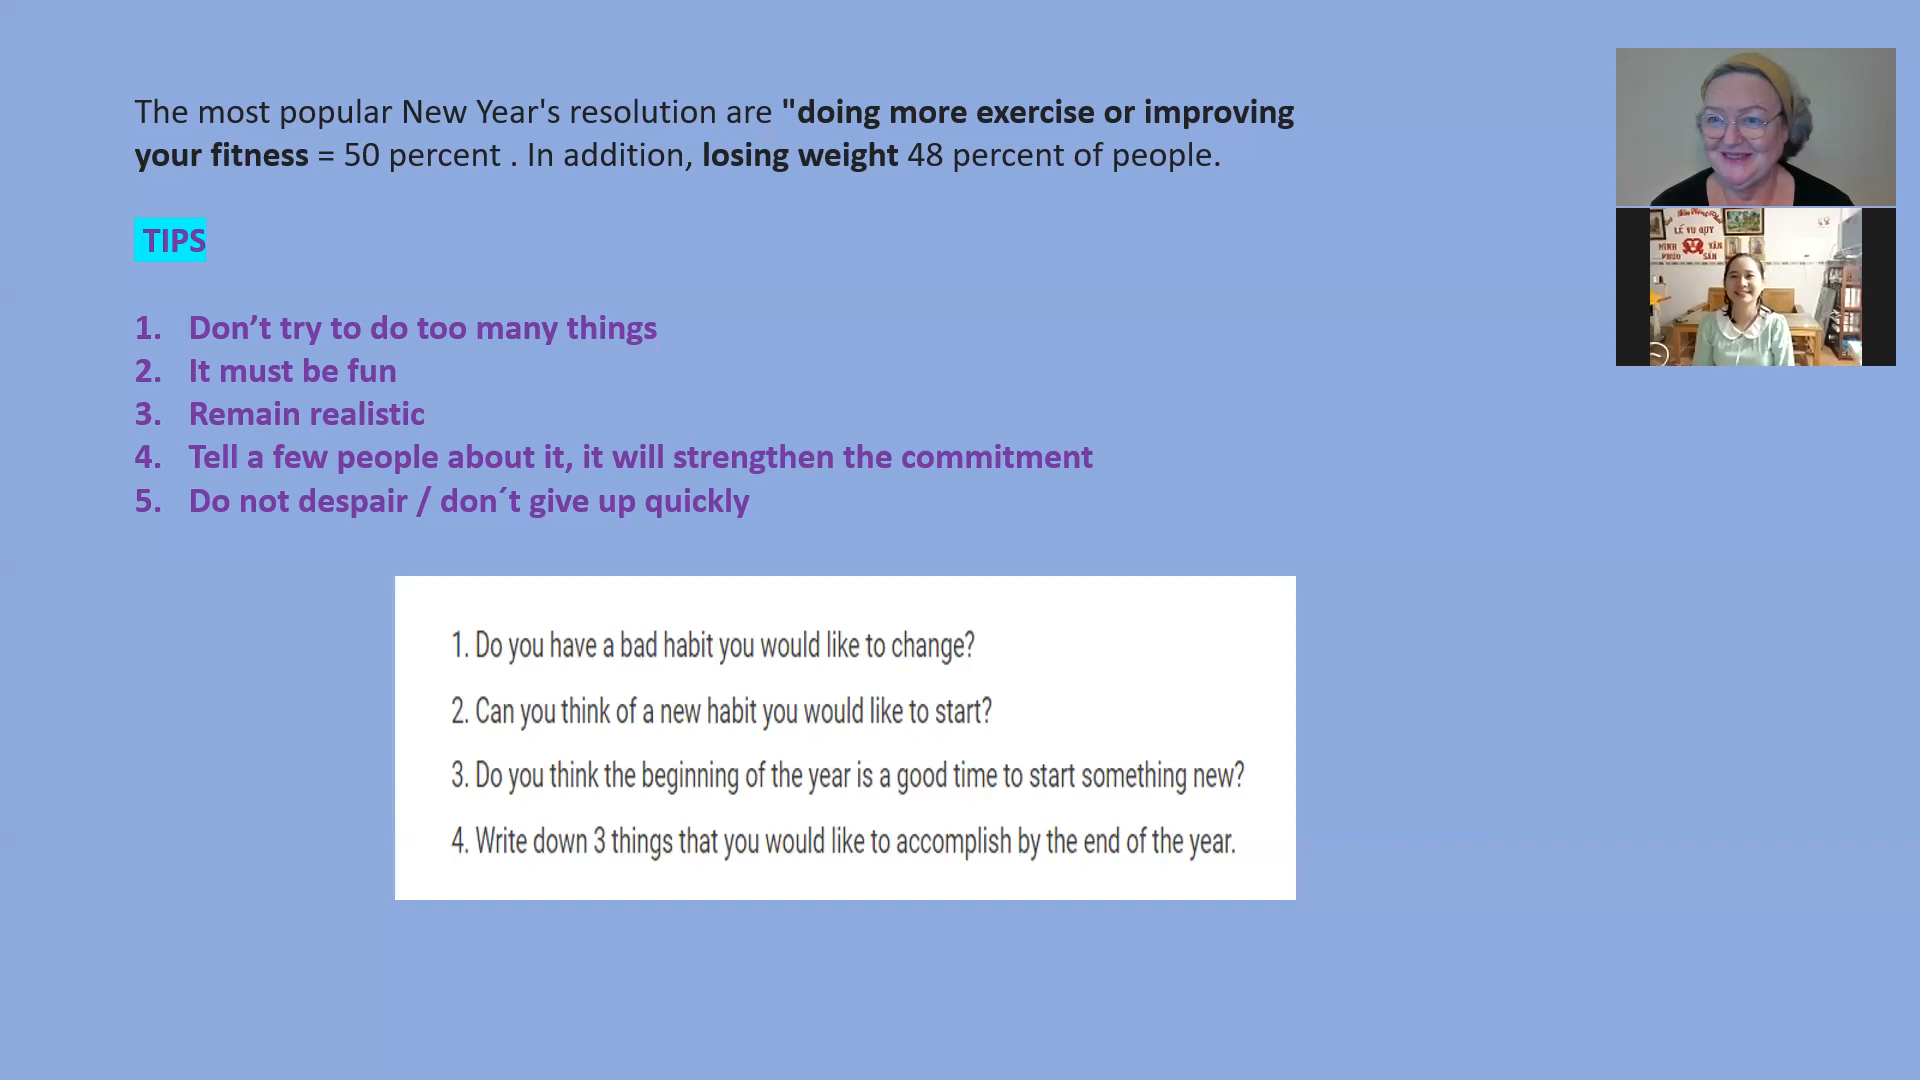 The most popular New Year's resolution are "doing more exercise or improving
your fitness = 50 percent . In addition, losing weight 48 percent of people.
TIPS
1. Don’t try to do too many things
2. It must be fun
3. Remain realistic
4. Tell a few people about it, it will strengthen the commitment
5. Do not despair / don´t give up quickly
1. Do you have a bad habit you would like to change?
2. Can you think of a new habit you would like to start?
3. Do you think the beginning of the year is a good time to start something new?
4. Write down 3 things that you would like to accomplish by the end of the year.
LỄ VU QUY
MINH VÂN